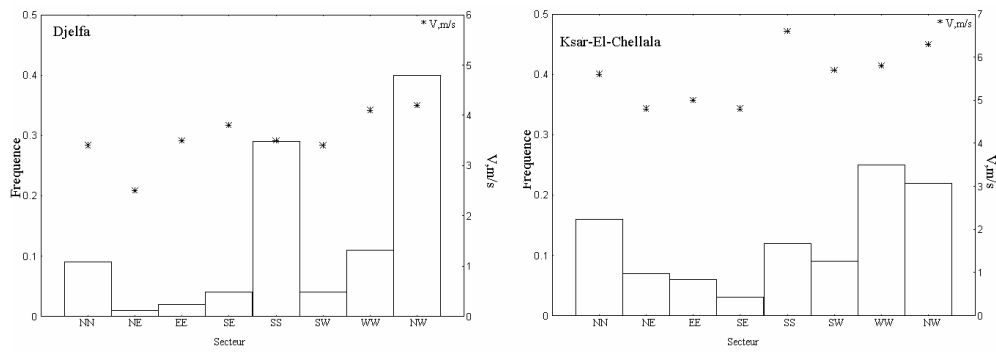 0.5
0.4
0.3
0.2
0.1
0
Frequence
Djelfa
* V,m/s
6
5
4
3
2
1
0
V,m/s
NN NE EE SE SS SW WW NW
Secteur
0.5
0.4
0.3
0.2
0.1
0
Frequence
Ksar-El-Chellala
* V,m/s
7
6
5
4
3
2
1
0
V,m/s
NN NE EE SE SS SW WW NW
Secteur